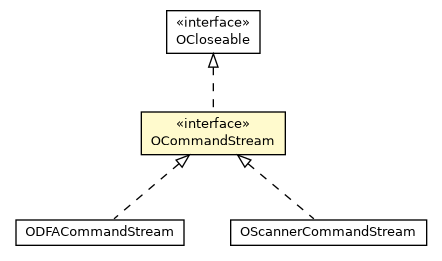 «interface»
OCloseable
«interface»
OCommandStream
ODFACommandStream
OScannerCommandStream